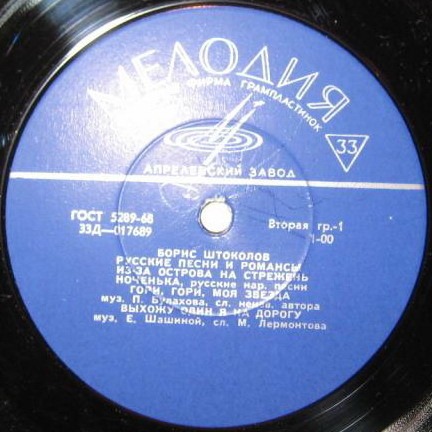 МЕЛОДИЯ
ФИРМА ГРАМПЛАСТИНОК
33
АПРЕЛЕВСКИЙ ЗАВОД
ГОСТ 5289-68
33Д—017689
Вторая гр.-1
1-00
БОРИС ШТОКОЛОВ
РУССКИЕ ПЕСНИ И РОМАНСЫ
ИЗ-ЗА ОСТРОВА НА СТРЕЖЕНЬ
НОЧЕНЬКА, русские нар. песни
ГОРИ, ГОРИ, МОЯ ЗВЕЗДА
муз. П. Булахова, сл. неизв. автора
ВЫХОЖУ ОДИН Я НА ДОРОГУ
муз. Е. Шашиной, сл. М. Лермонтова